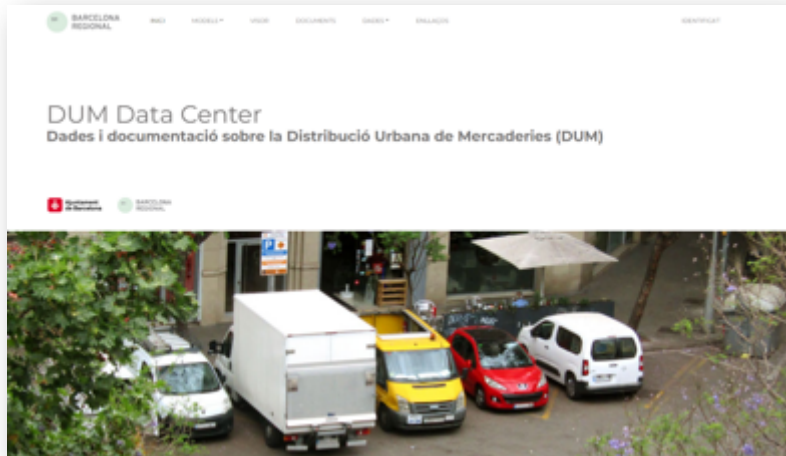 BARCELONA
REGIONAL
INICI MODELS VISOR DOCUMENTS DADES ENLLAÇOS IDENTIFICAT
DUM Data Center
Dades i documentació sobre la Distribució Urbana de Mercaderies (DUM)
Ajuntament
de Barcelona
BARCELONA
REGIONAL
P